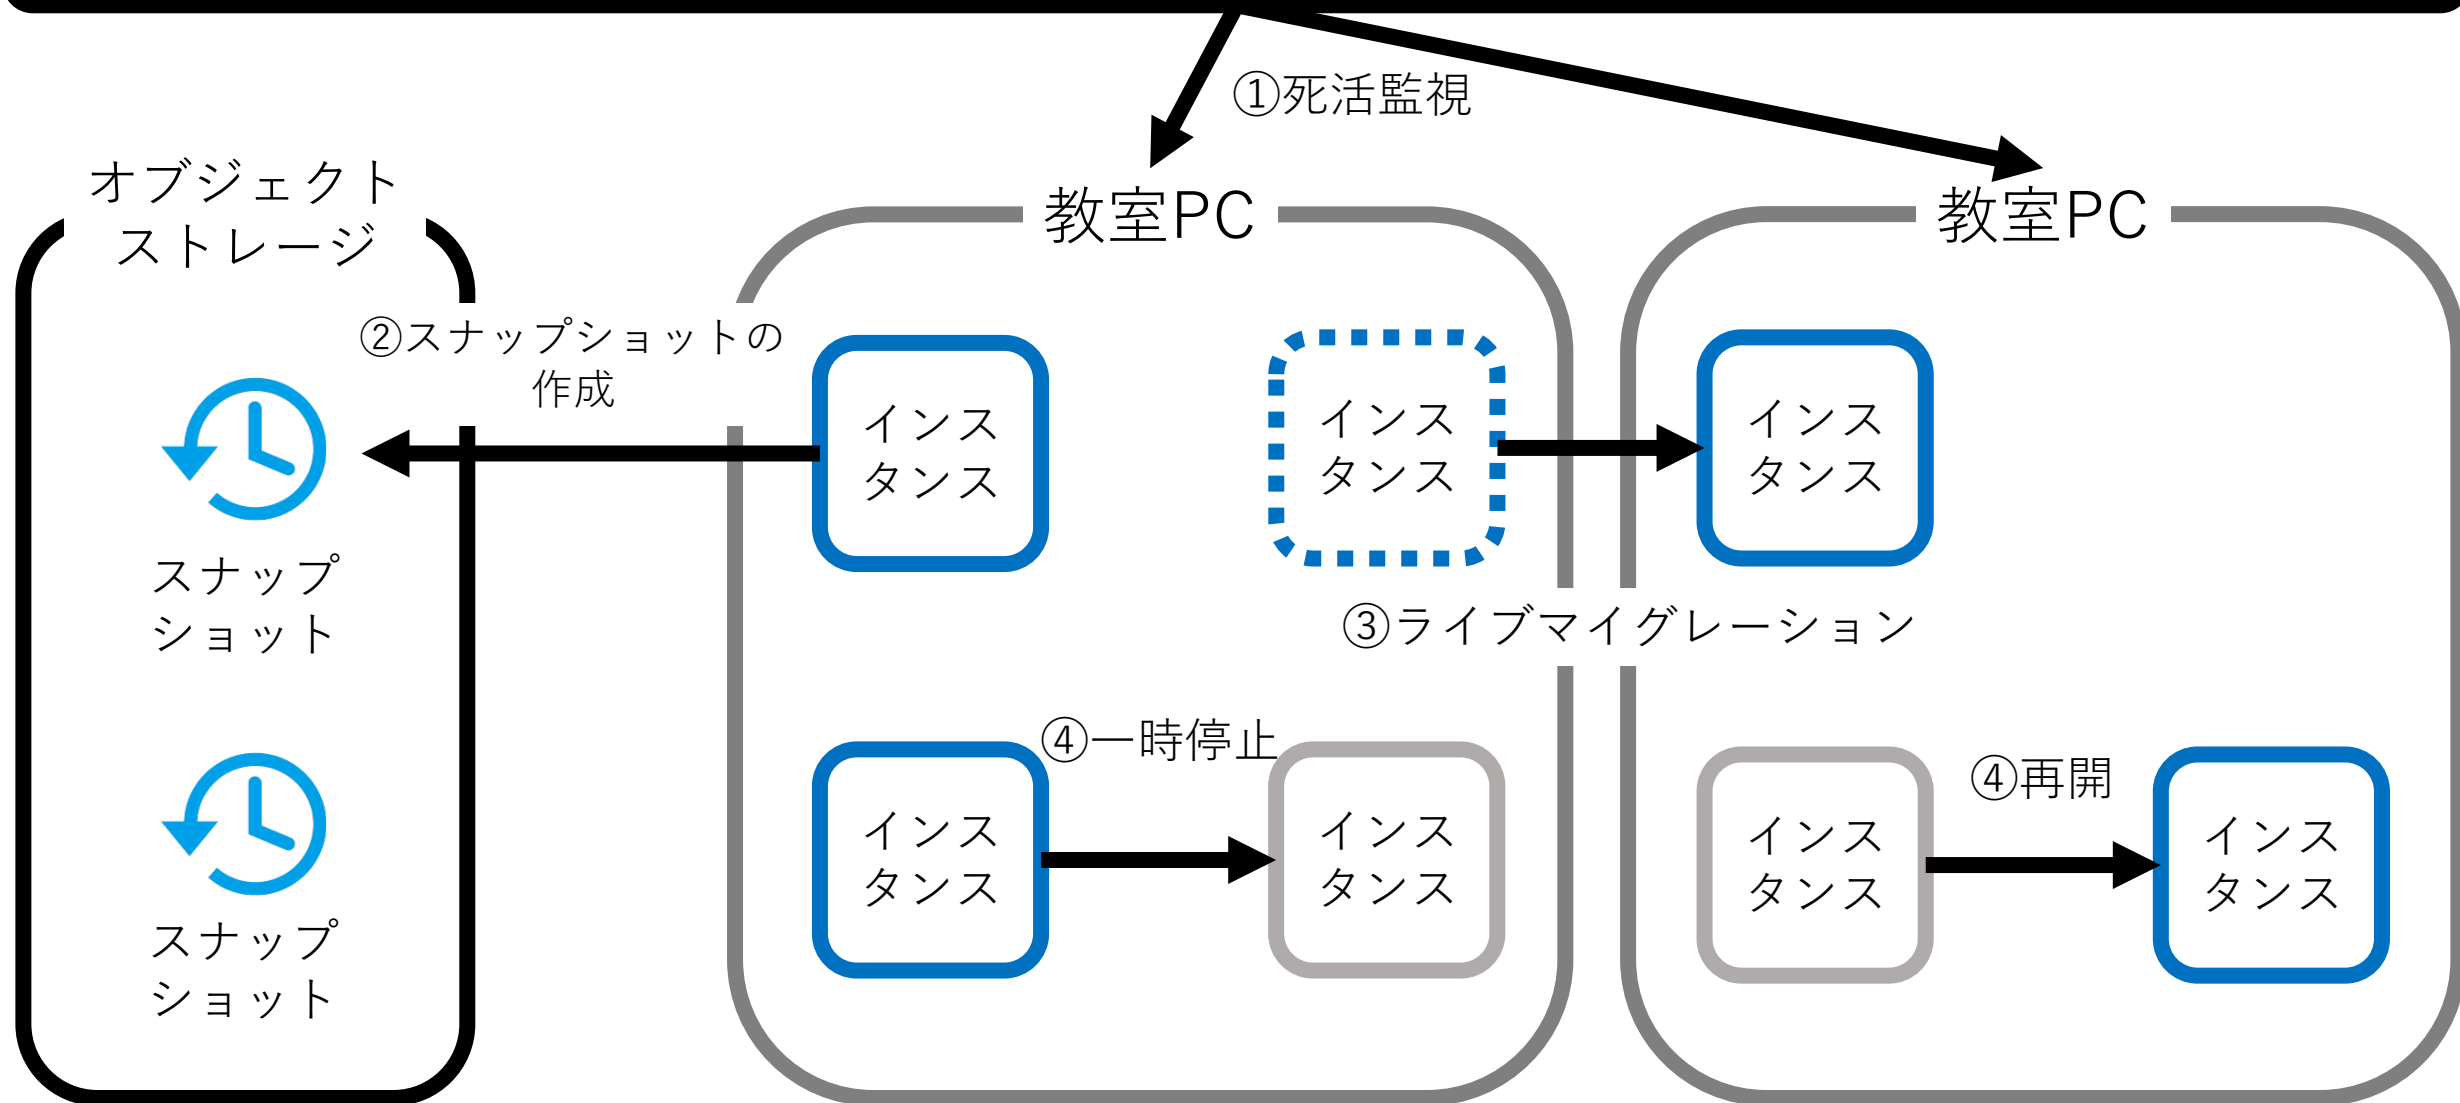 ①死活監視
オブジェクト
ストレージ
教室PC
教室PC
②スナップショットの
作成
インス
タンス
インス
タンス
インス
タンス
スナップ
ショット
③ライブマイグレーション
④一時停止
④再開
インス
タンス
インス
タンス
インス
タンス
インス
タンス
スナップ
ショット